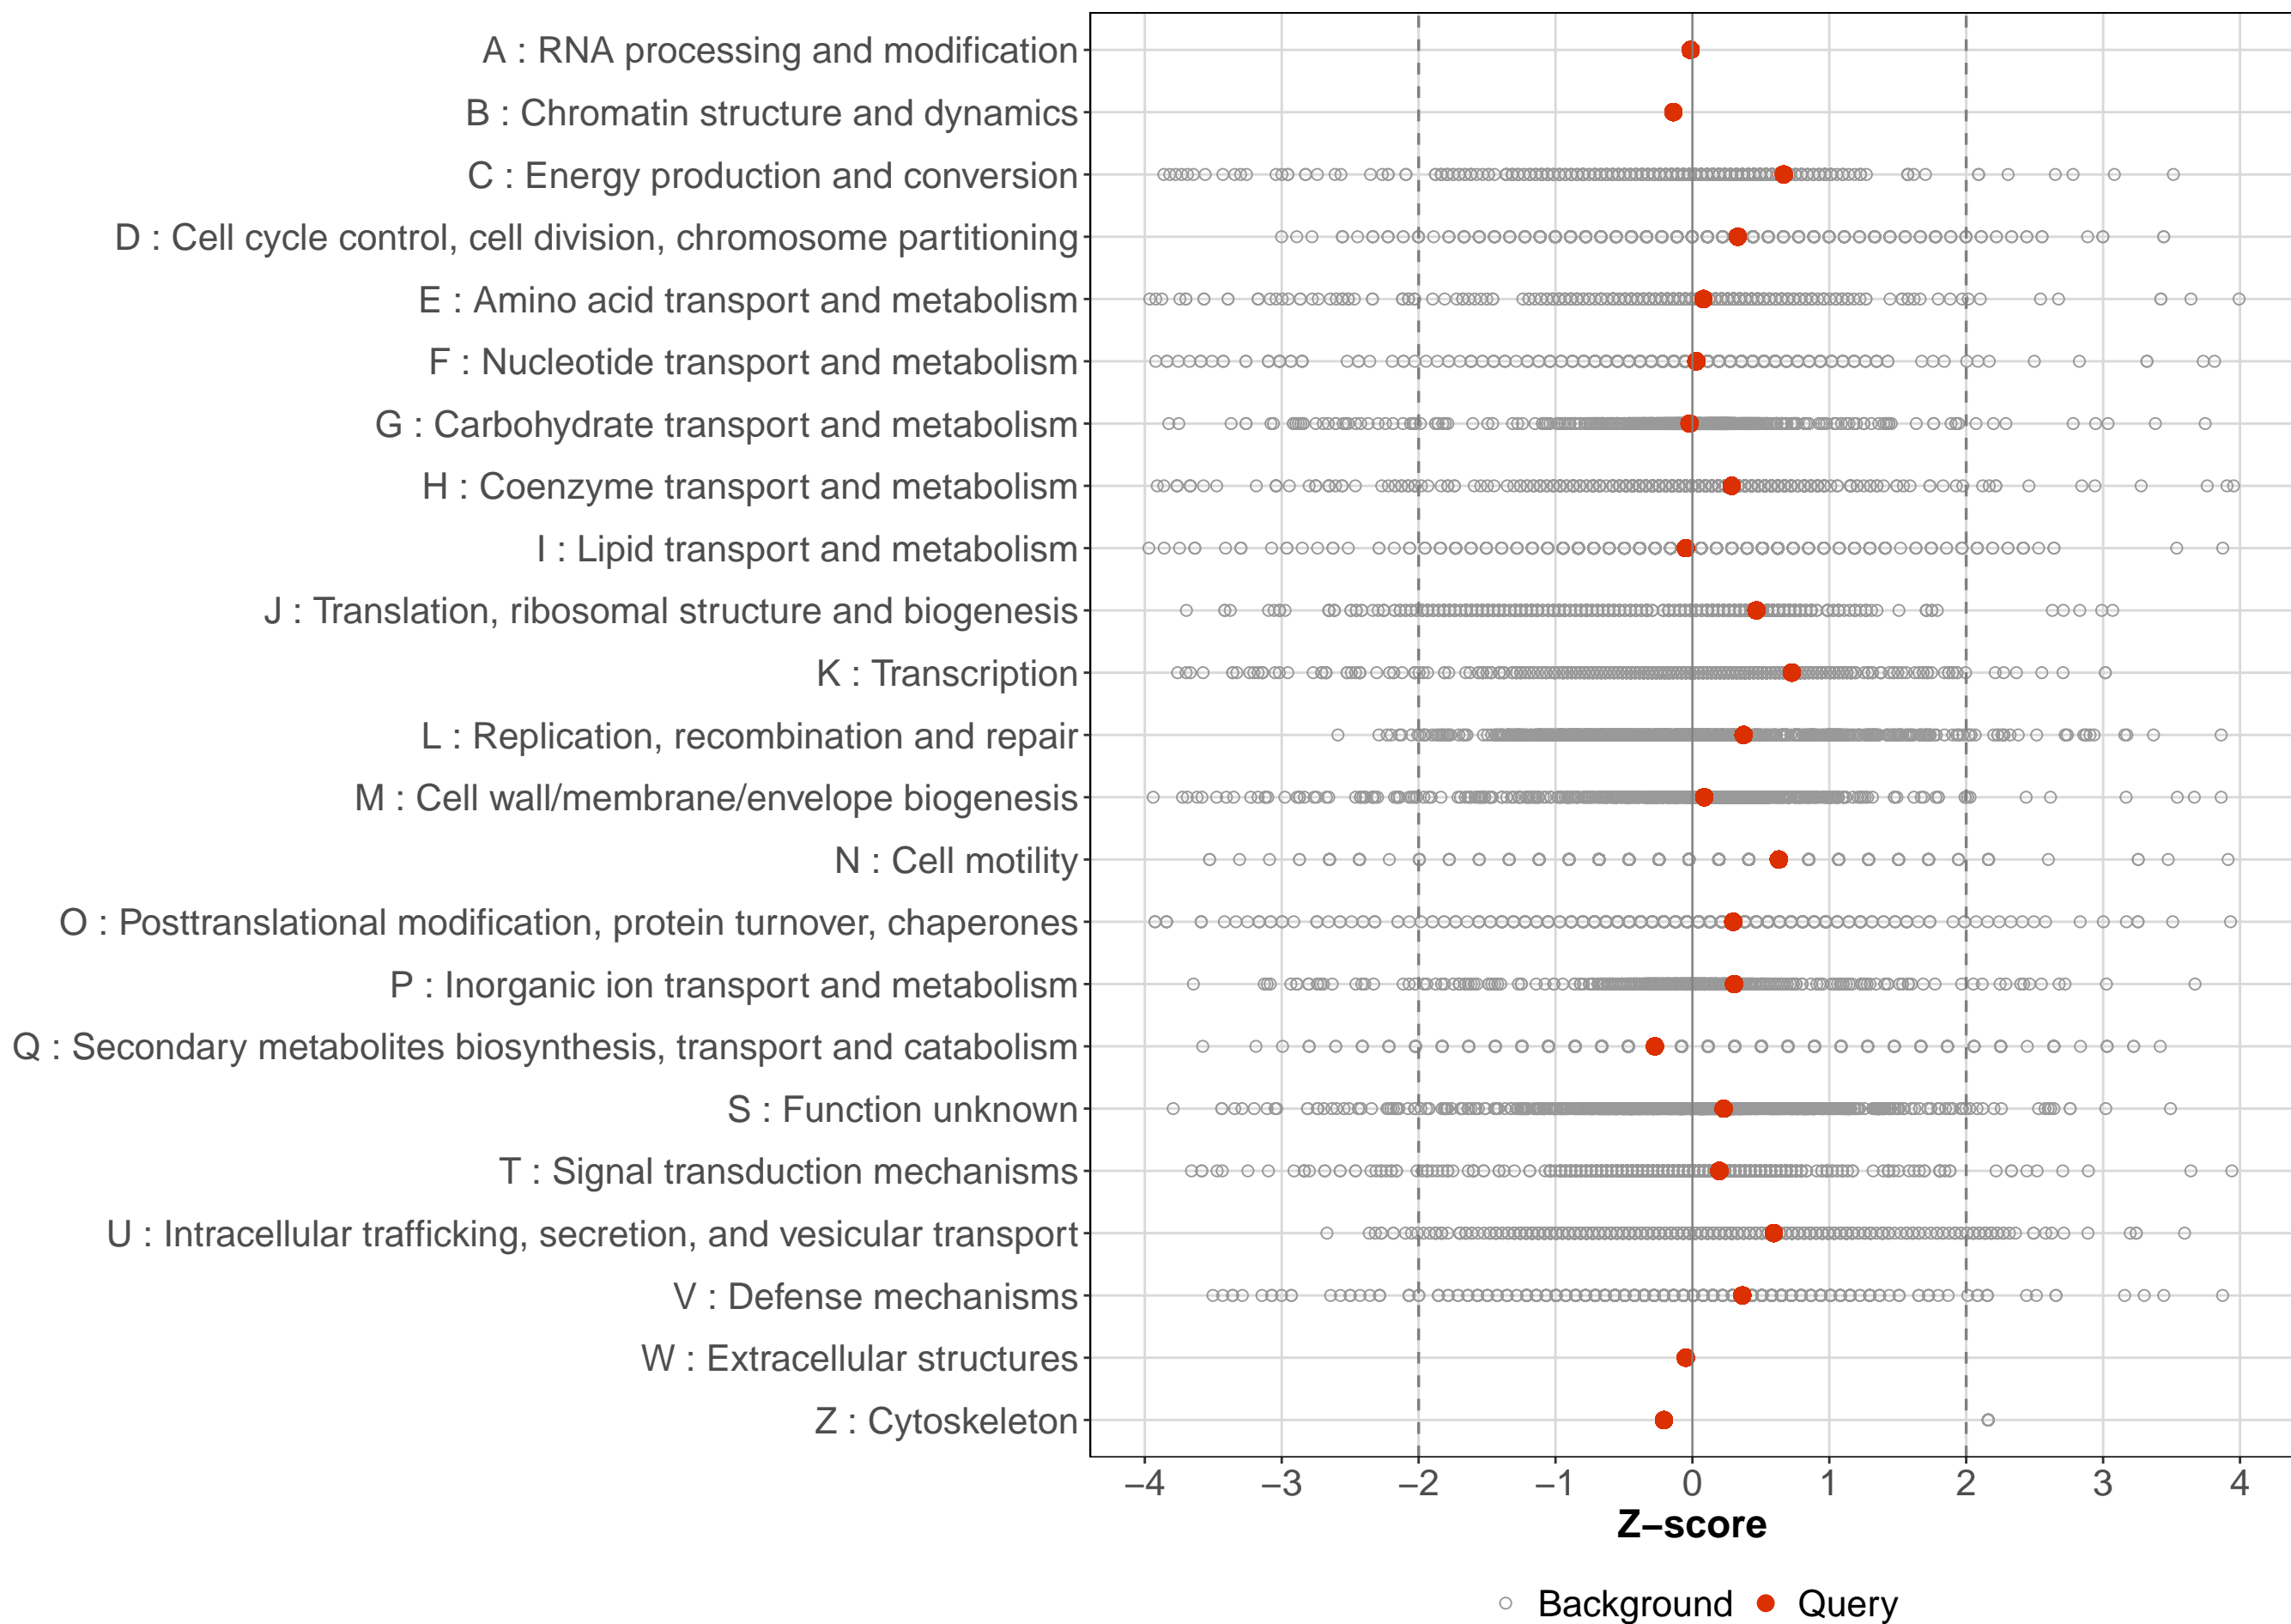 A : RNA processing and modification
B : Chromatin structure and dynamics
C : Energy production and conversion
D : Cell cycle control, cell division, chromosome partitioning
E : Amino acid transport and metabolism
F : Nucleotide transport and metabolism
G : Carbohydrate transport and metabolism
H : Coenzyme transport and metabolism
I : Lipid transport and metabolism
J : Translation, ribosomal structure and biogenesis
K : Transcription
L : Replication, recombination and repair
M : Cell wall/membrane/envelope biogenesis
N : Cell motility
O : Posttranslational modification, protein turnover, chaperones
P : Inorganic ion transport and metabolism
Q : Secondary metabolites biosynthesis, transport and catabolism
S : Function unknown
T : Signal transduction mechanisms
U : Intracellular trafficking, secretion, and vesicular transport
V : Defense mechanisms
W : Extracellular structures
Z : Cytoskeleton
−4 −3 −2 −1 0 1 2 3 4
Z−score
Background Query